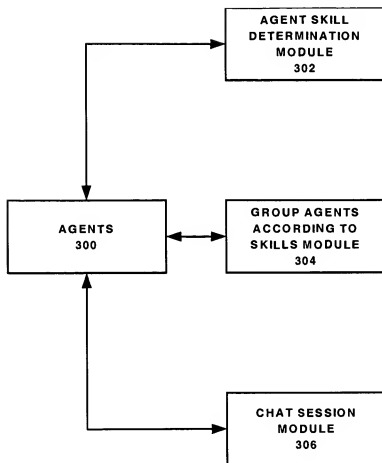 AGENT SKILL
DETERMINATION
MODULE
302
AGENTS
300
GROUP AGENTS
ACCORDING TO
SKILLS MODULE
304
CHAT SESSION
MODULE
306